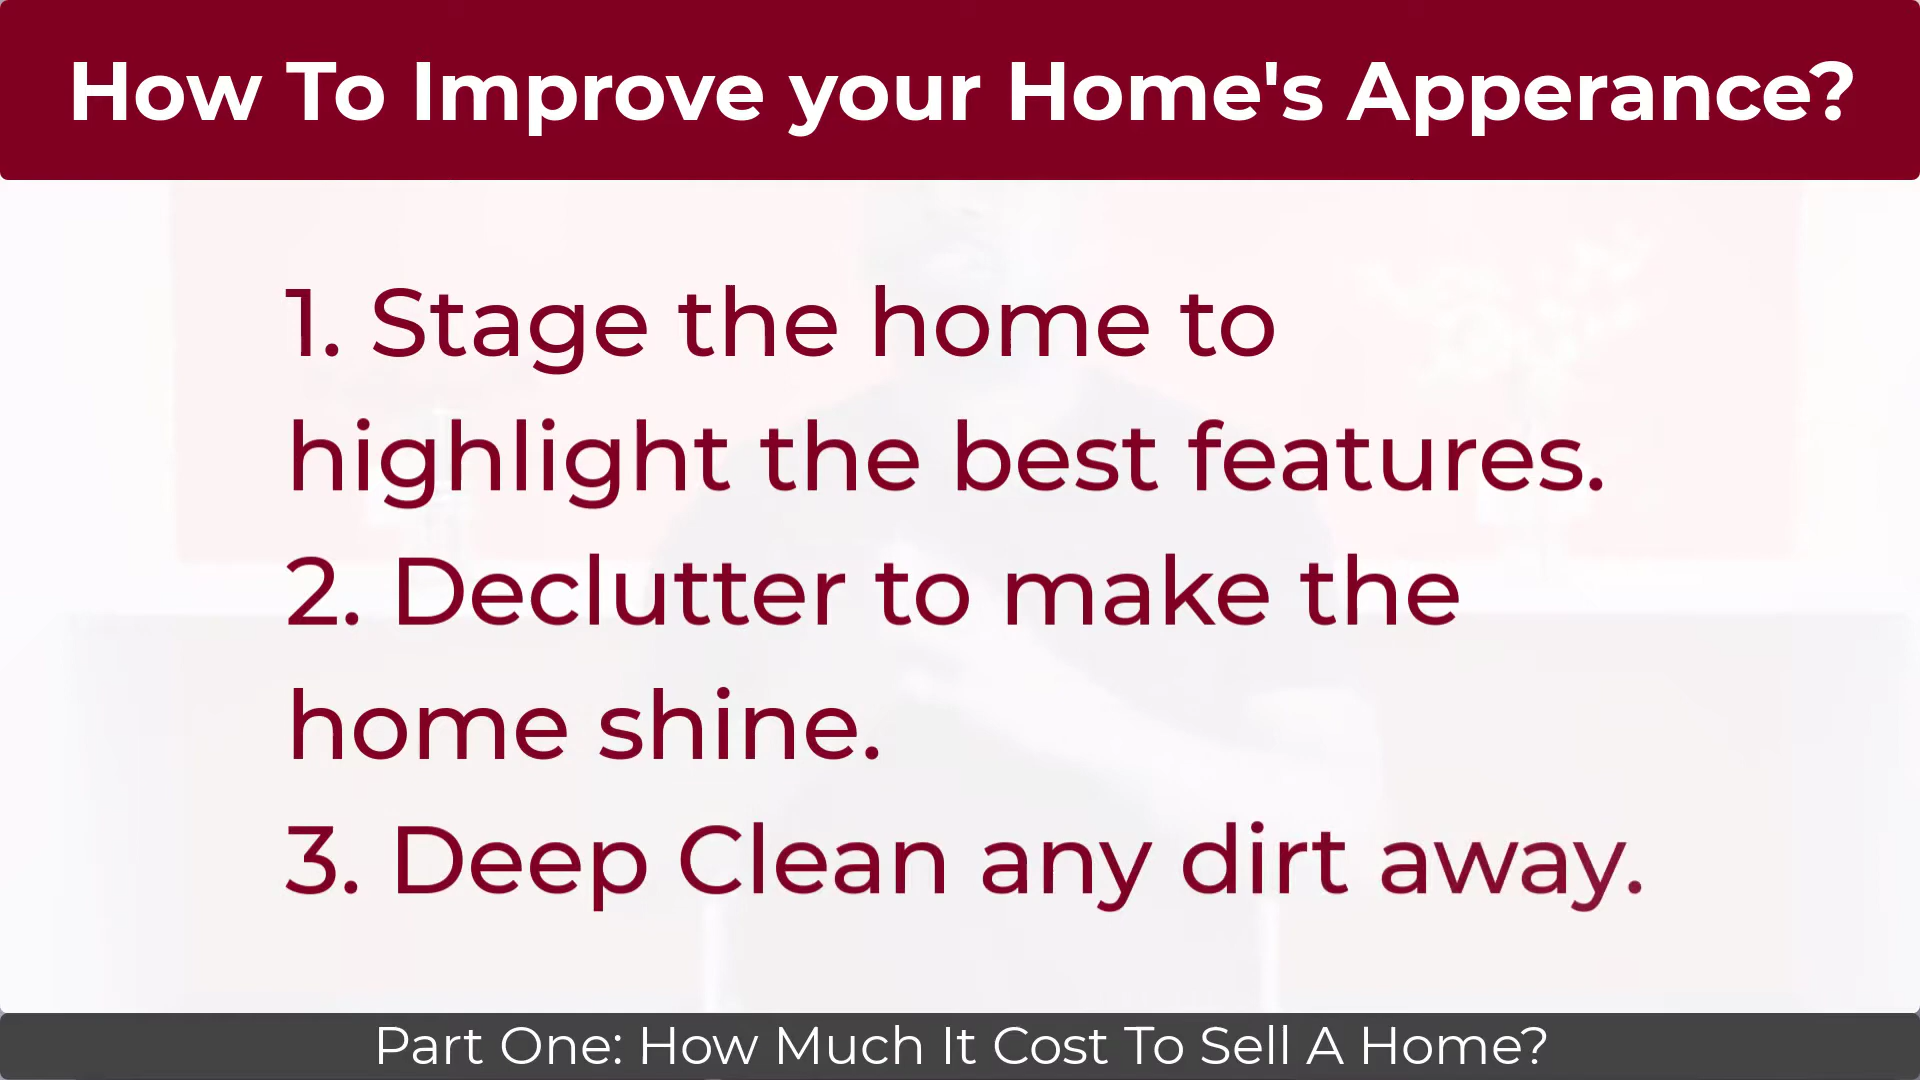 How To Improve your Home's Apperance?
1. Stage the home to
highlight the best features.
2. Declutter to make the
home shine.
3. Deep Clean any dirt away.
Part One: How Much It Cost To Sell A Home?